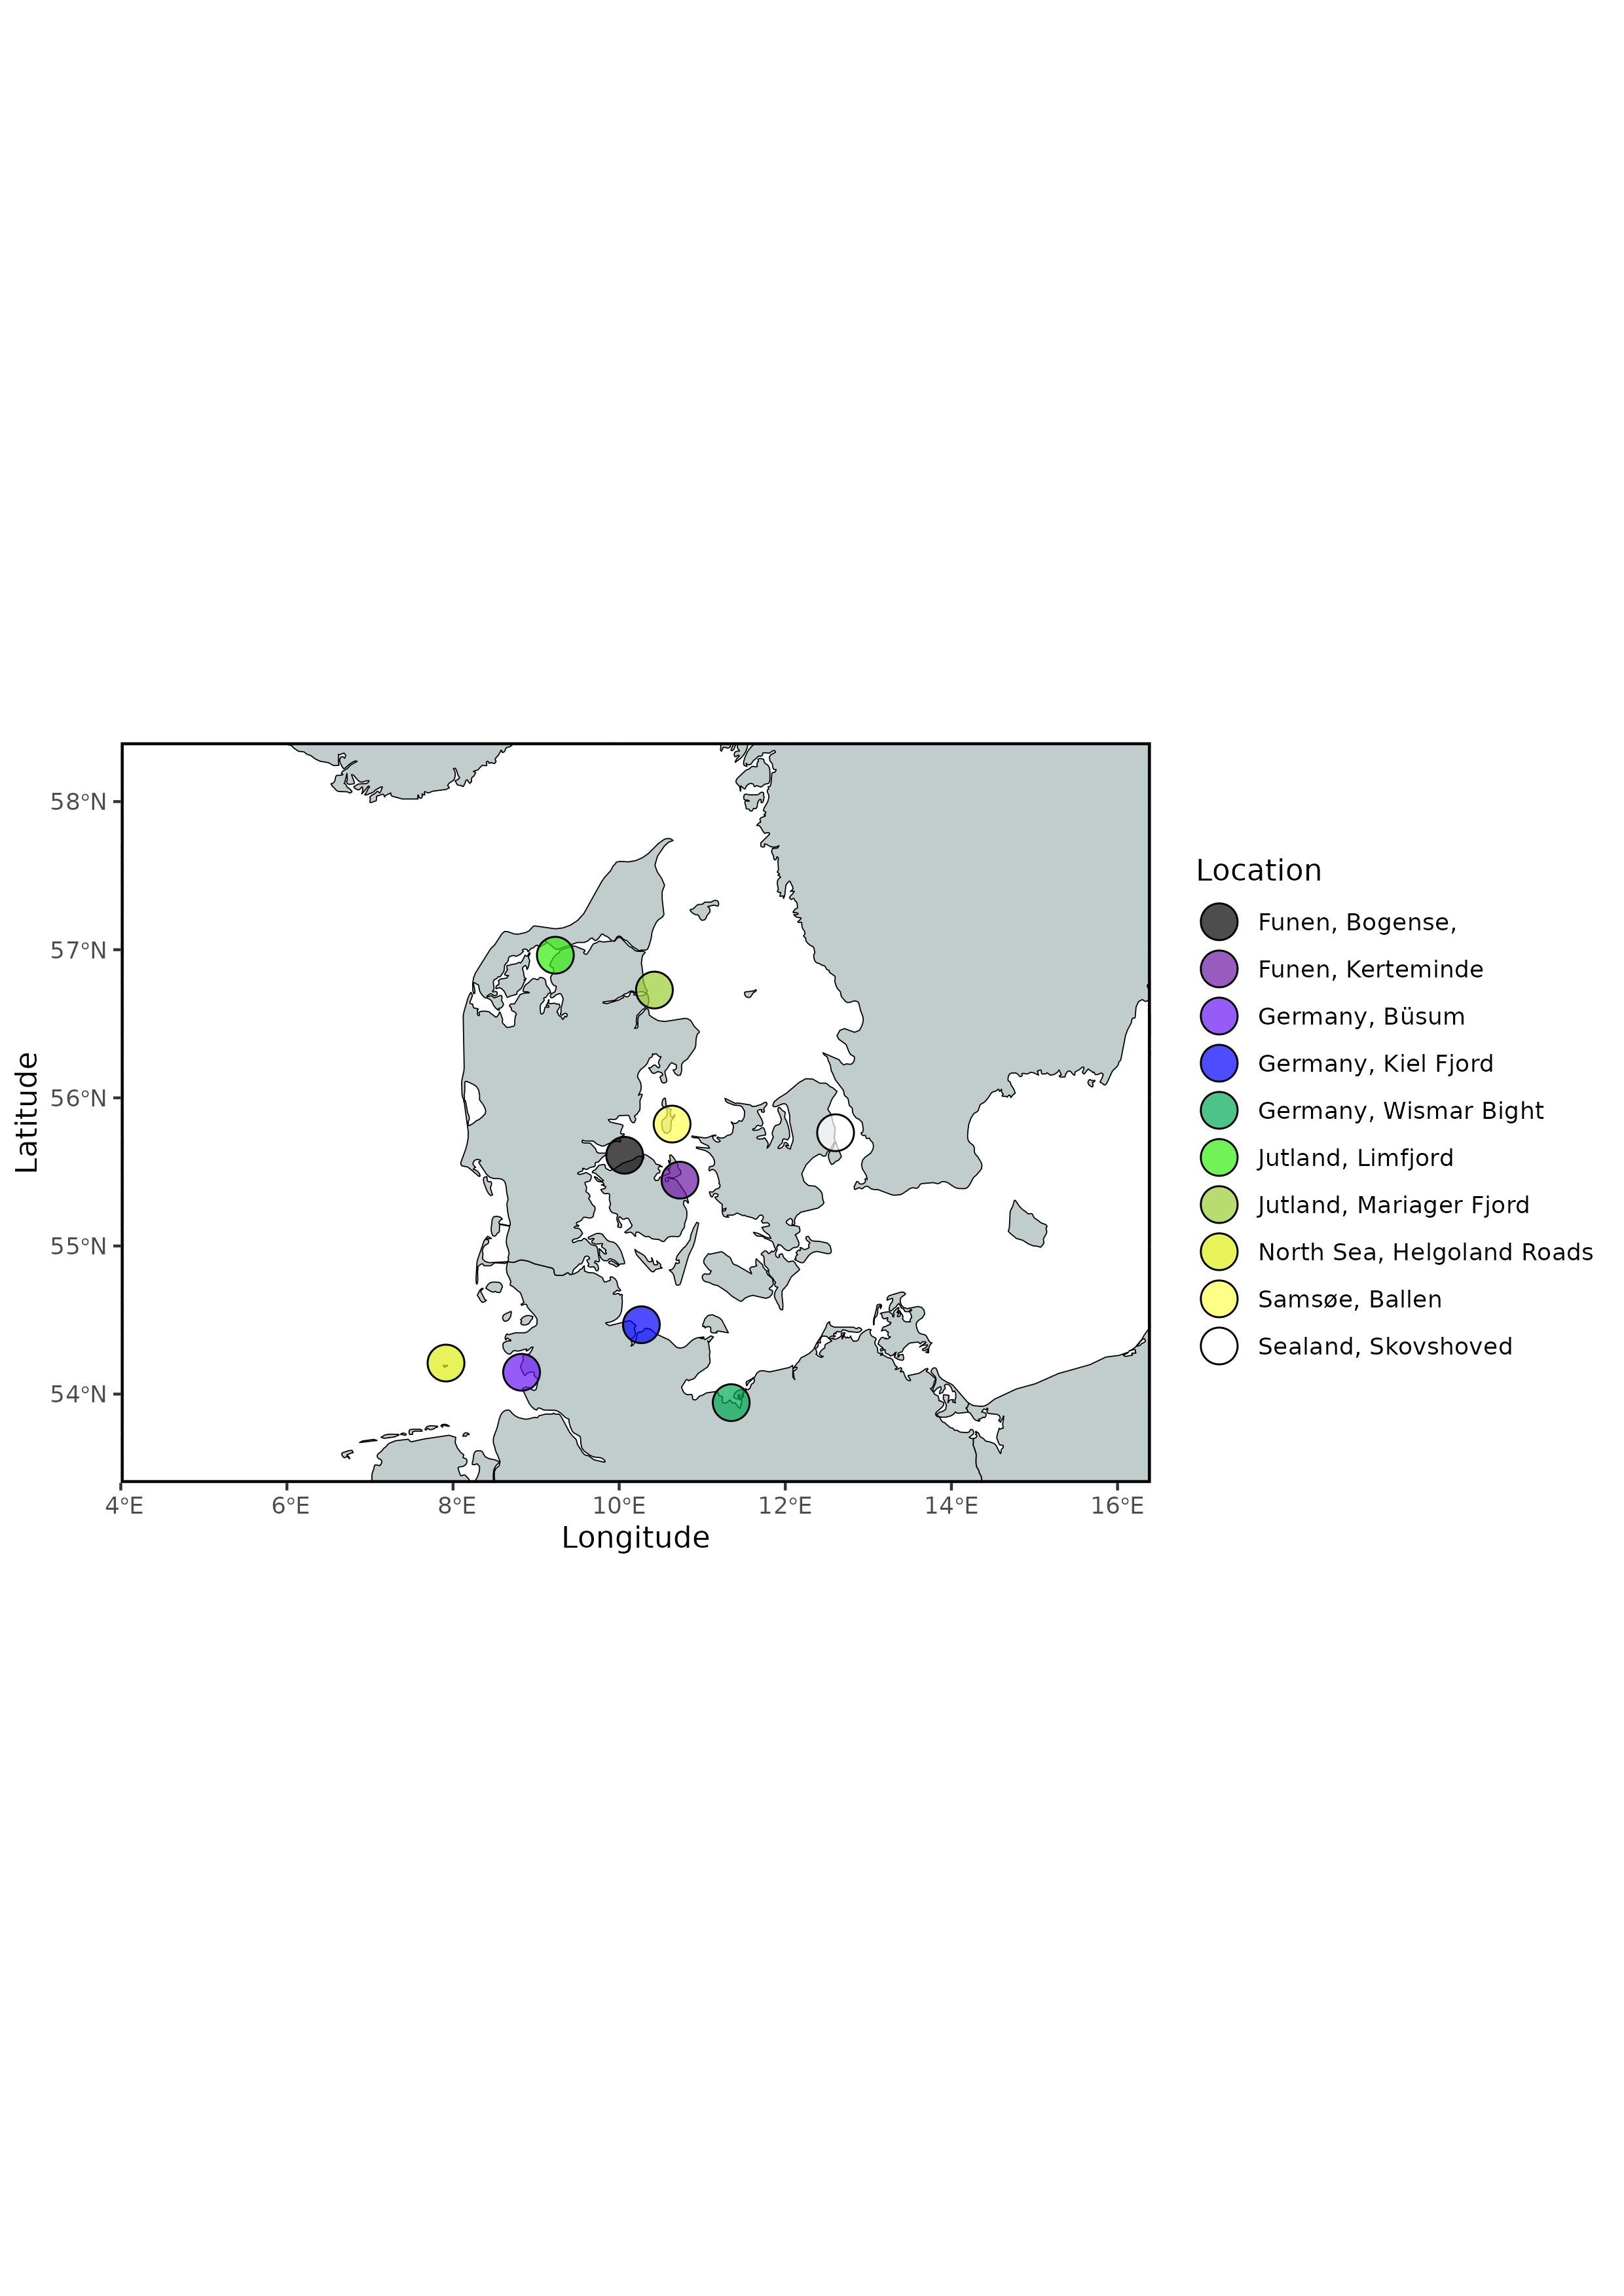 58°N
57°N
56°N
55°N
54°N
4°E
6°E
8°E
10°E
12°E
14°E
16°E
Longitude
Latitude
Location
Funen, Bogense,
Funen, Kerteminde
Germany, Büsum
Germany, Kiel Fjord
Germany, Wismar Bight
Jutland, Limfjord
Jutland, Mariager Fjord
North Sea, Helgoland Roads
Samsøe, Ballen
Sealand, Skovshoved